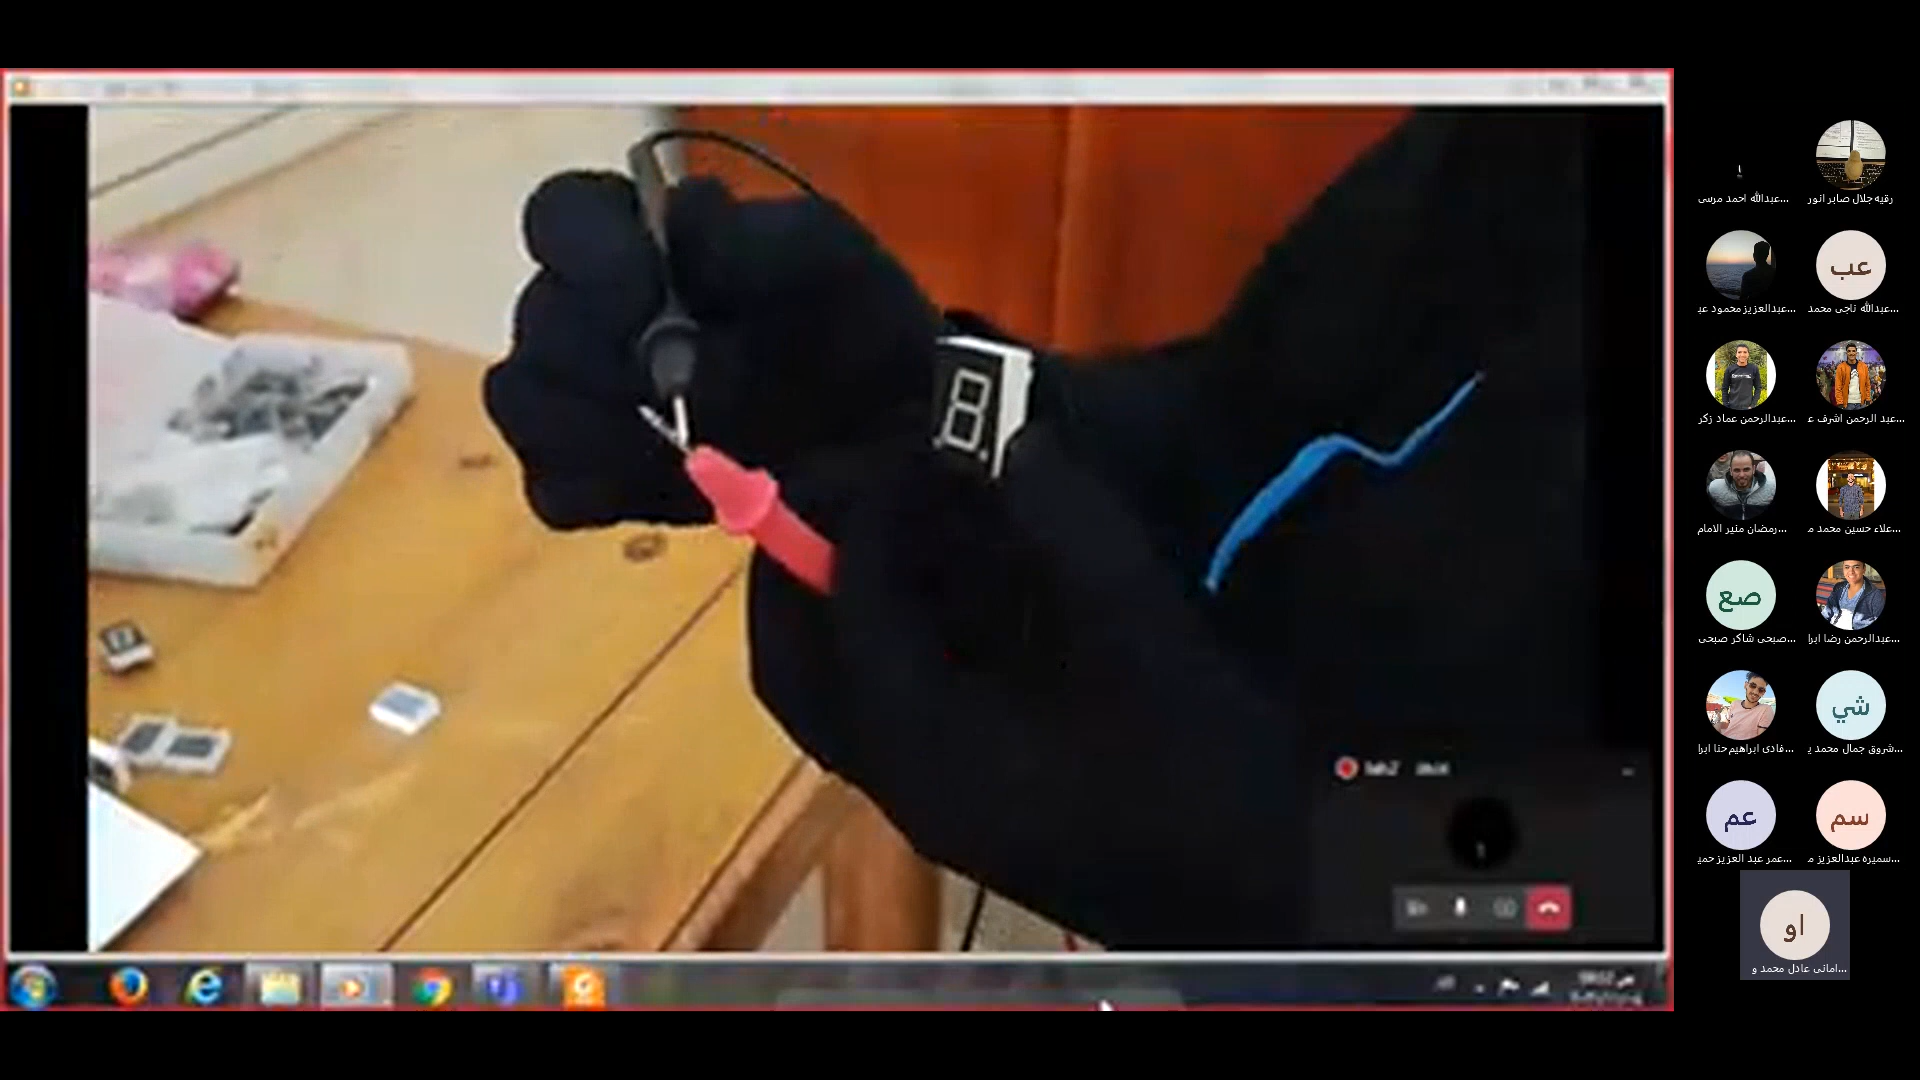 رقيه جلال صابر انور
عبدالله احمد مرسى...
عب
عبدالله ناجى محمد...
عبدالعزيز محمود عبد...
عبد الرحمن اشرف ع...
عبدالرحمن عماد زكر...
علاء حسين محمد م...
رمضان منير الامام...
صع
عبدالرحمن رضا ابرا...
صبحى شاكر صبحى...
شي
شروق جمال محمد ي...
فادى ابراهيم حنا ابرا...
عم
سم
سميره عبدالعزيز م...
عمر عبد العزيز حمي...
او
امانى عادل محمد و...